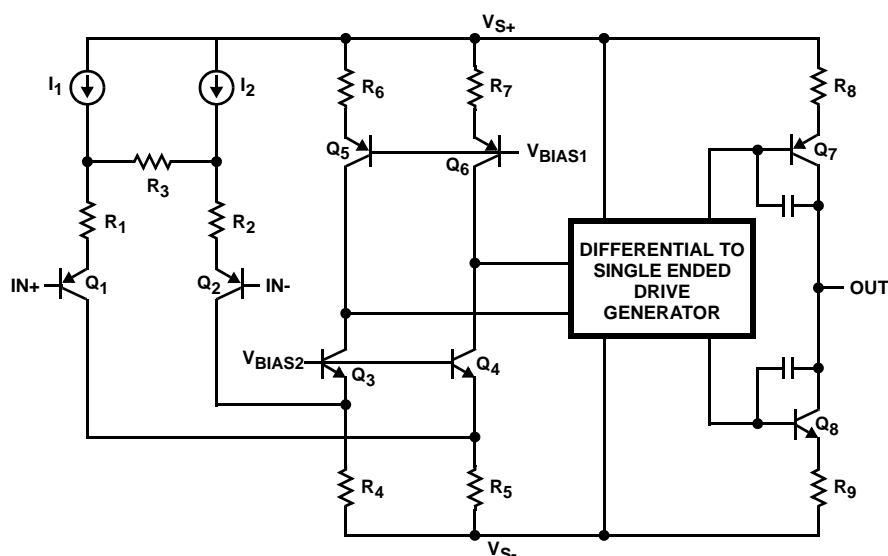 VS+
I1
I2
R6
R7
R8
Q5
Q6
VBIAS1
Q7
R3
R1
R2
IN+
Q1
Q2
IN-
DIFFERENTIAL TO
SINGLE ENDED
DRIVE
GENERATOR
OUT
VBIAS2
Q3
Q4
Q8
R4
R5
R9
VS-